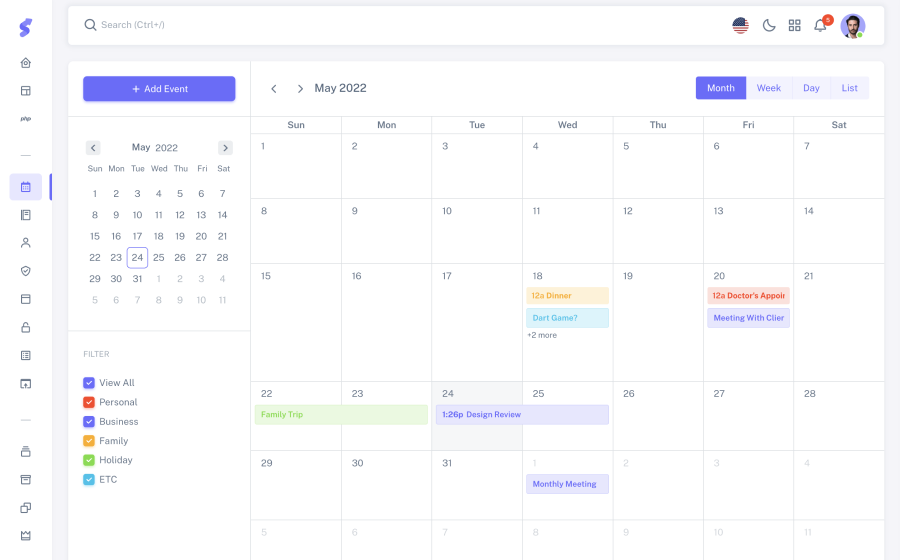 Search (Ctrl+/)
5
+ Add Event
May 2022
Sun Mon Tue Wed Thu Fri Sat
1 2 3 4 5 6 7
8 9 10 11 12 13 14
15 16 17 18 19 20 21
22 23 24 25 26 27 28
29 30 31 1 2 3 4
5 6 7 8 9 10 11
FILTER
View All
Personal
Business
Family
Holiday
ETC
php
May 2022
Month Week Day List
Sun Mon Tue Wed Thu Fri Sat
1 2 3 4 5 6 7
8 9 10 11 12 13 14
15 16 17 18 19 20 21
12a Dinner 12a Doctor's Appoir
Dart Game? Meeting With Clier
+2 more
22 23 24 25 26 27 28
Family Trip 1:26p Design Review
29 30 31 1 2 3 4
Monthly Meeting
5 6 7 8 9 10 11